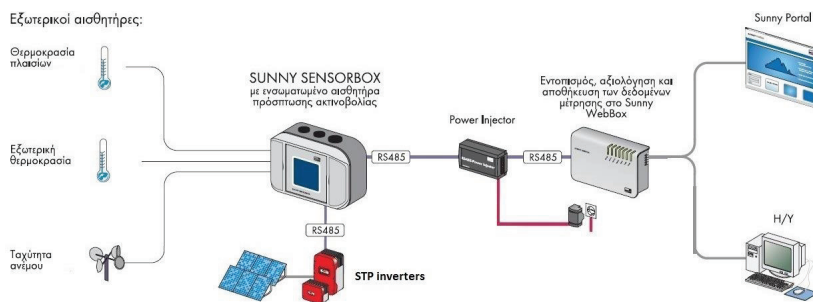 Εξωτερικοί αισθητήρες:
Θερμοκρασία
πλαισίων
Εξωτερική
θερμοκρασία
Ταχύτητα
ανέμου
SUNNY SENSORBOX
με ενσωματωμένο αισθητήρα
πρόσπτωσης ακτινοβολίας
RS485
RS485
STP inverters
Power Injector
RS485
Εντοπισμός, αξιολόγηση και
αποθήκευση των δεδομένων
μέτρησης στο Sunny
WebBox
Sunny Portal
Η/Υ